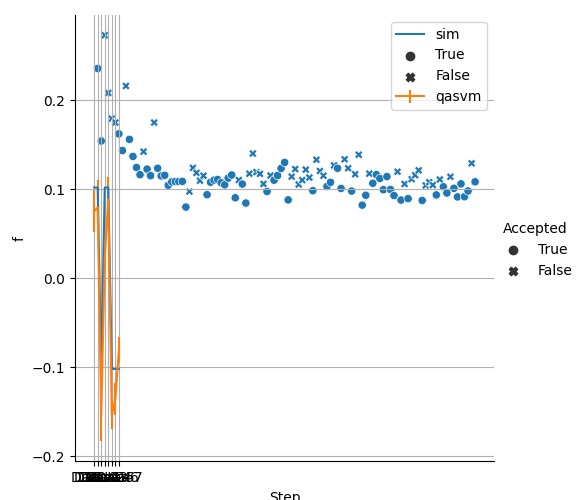 sim
True
False
qasvm
0.2
0.1
0.0
−0.1
−0.2
f
Accepted
True
False
Step